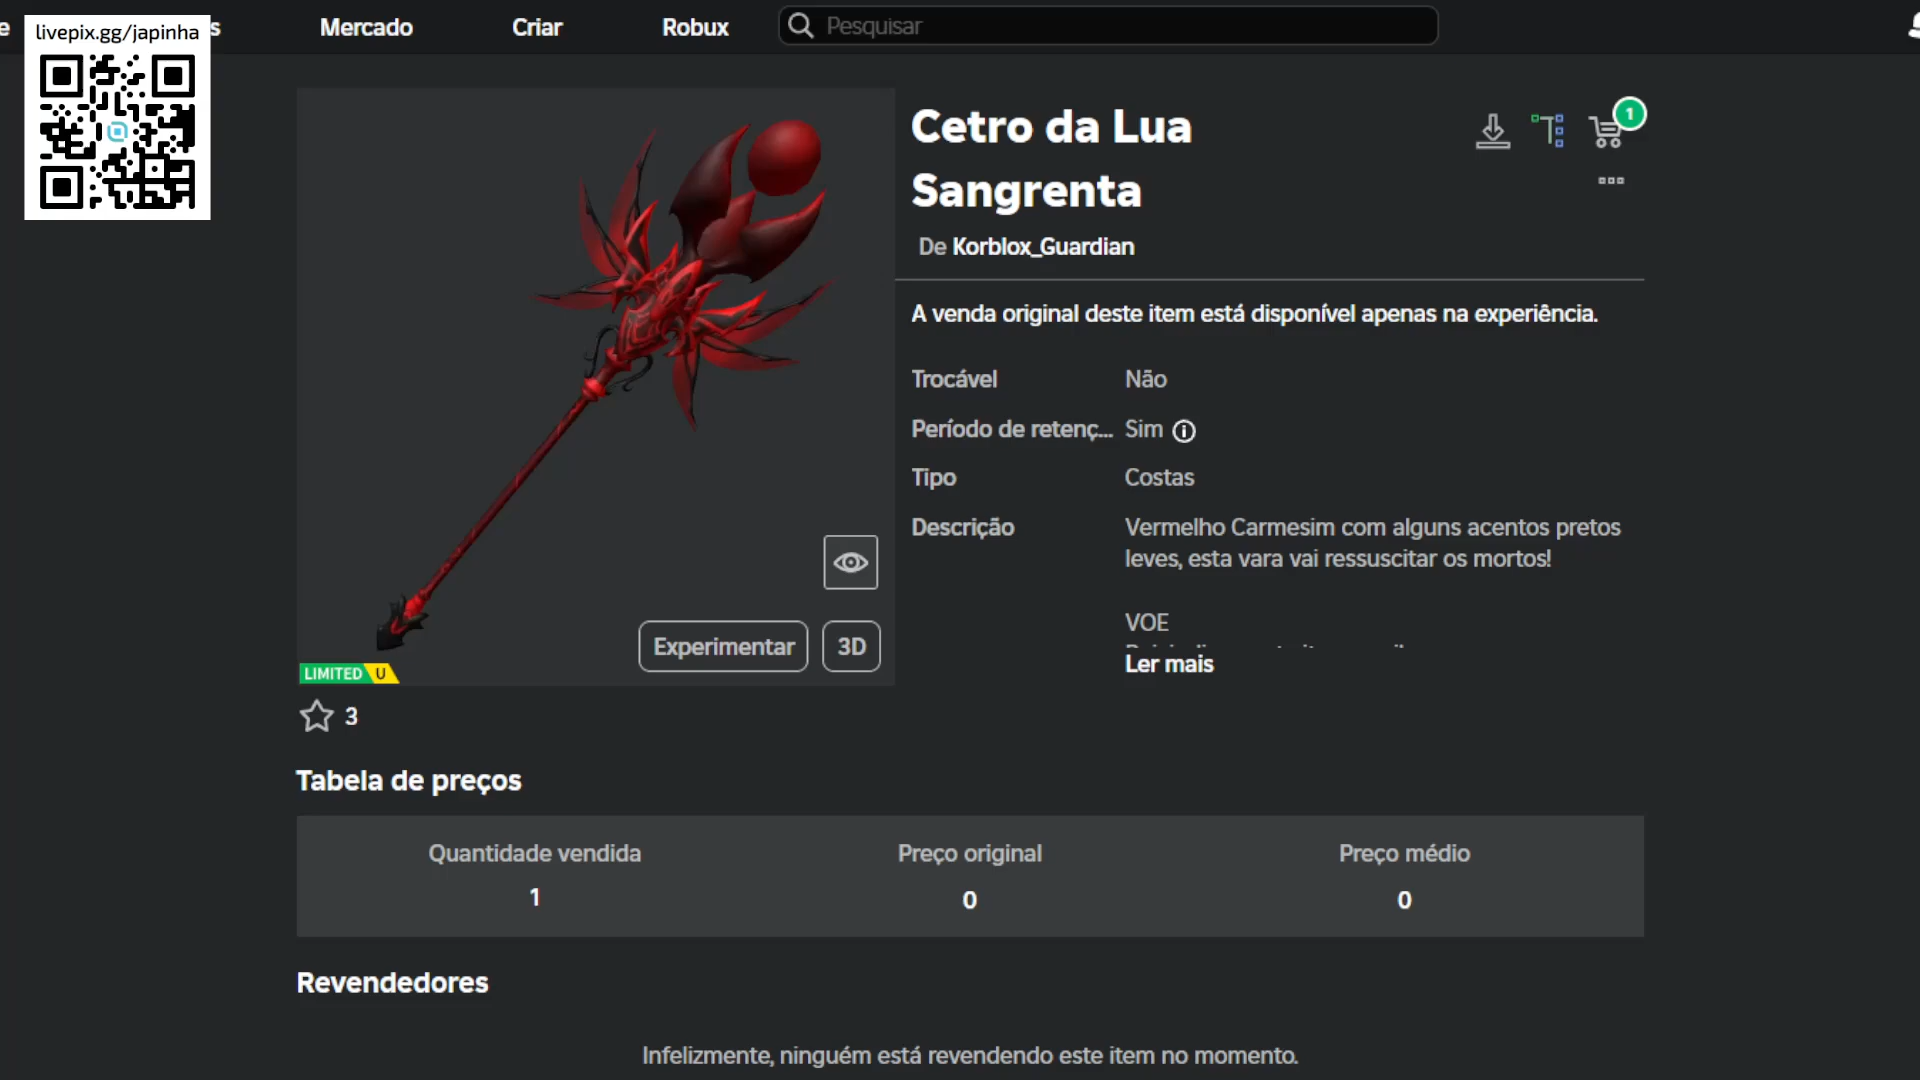 livepix.gg/japinha
Mercado
Criar
Robux
Pesquisar
Cetro da Lua
Sangrenta
1
De Korblox_Guardian
A venda original deste item está disponível apenas na experiência.
Trocável
Não
Período de retenç...
Sim
Tipo
Costas
Descrição
Vermelho Carmesim com alguns acentos pretos
leves, esta vara vai ressuscitar os mortos!
VOE
Ler mais
Experimentar
3D
LIMITED U
3
Tabela de preços
Quantidade vendida
1
Preço original
0
Preço médio
0
Revendedores
Infelizmente, ninguém está revendendo este item no momento.